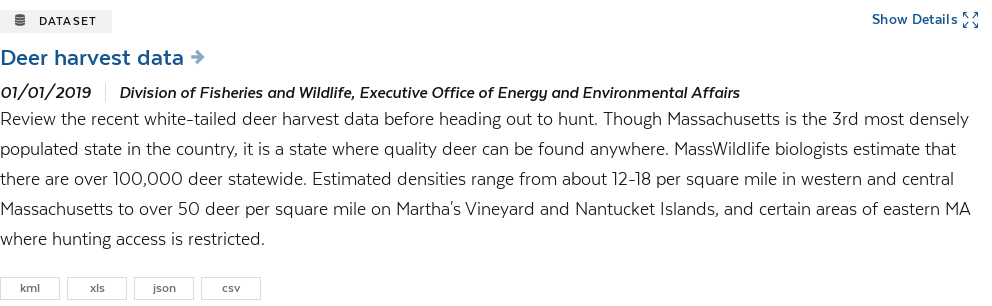 DATASET
Show Details
Deer harvest data
01/01/2019 Division of Fisheries and Wildlife, Executive Office of Energy and Environmental Affairs
Review the recent white-tailed deer harvest data before heading out to hunt. Though Massachusetts is the 3rd most densely
populated state in the country, it is a state where quality deer can be found anywhere. MassWildlife biologists estimate that
there are over 100,000 deer statewide. Estimated densities range from about 12-18 per square mile in western and central
Massachusetts to over 50 deer per square mile on Martha's Vineyard and Nantucket Islands, and certain areas of eastern MA
where hunting access is restricted.
kml xls json csv